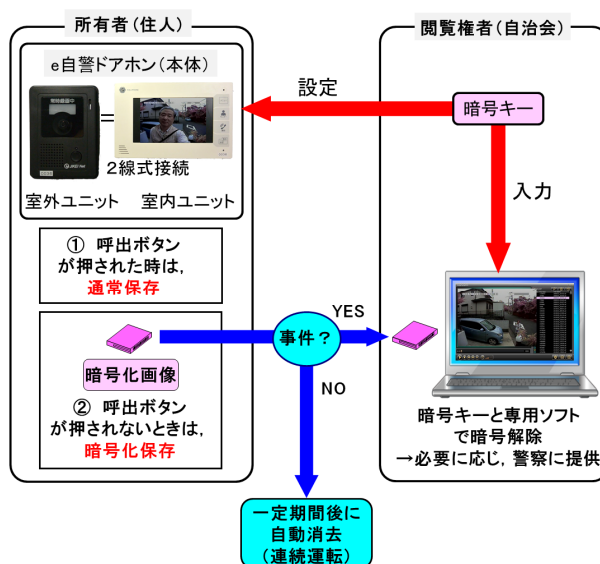 所有者（住人）
e自警ドアホン（本体）
常時録画中
2線式接続
室外ユニット
室内ユニット
① 呼出ボタン
が押された時は，
通常保存
暗号化画像
② 呼出ボタン
が押されないときは，
暗号化保存
設定
事件？
YES
NO
一定期間後に
自動消去
（連続運転）
閲覧権者（自治会）
暗号キー
入力
暗号キーと専用ソフト
で暗号解除
→必要に応じ，警察に提供